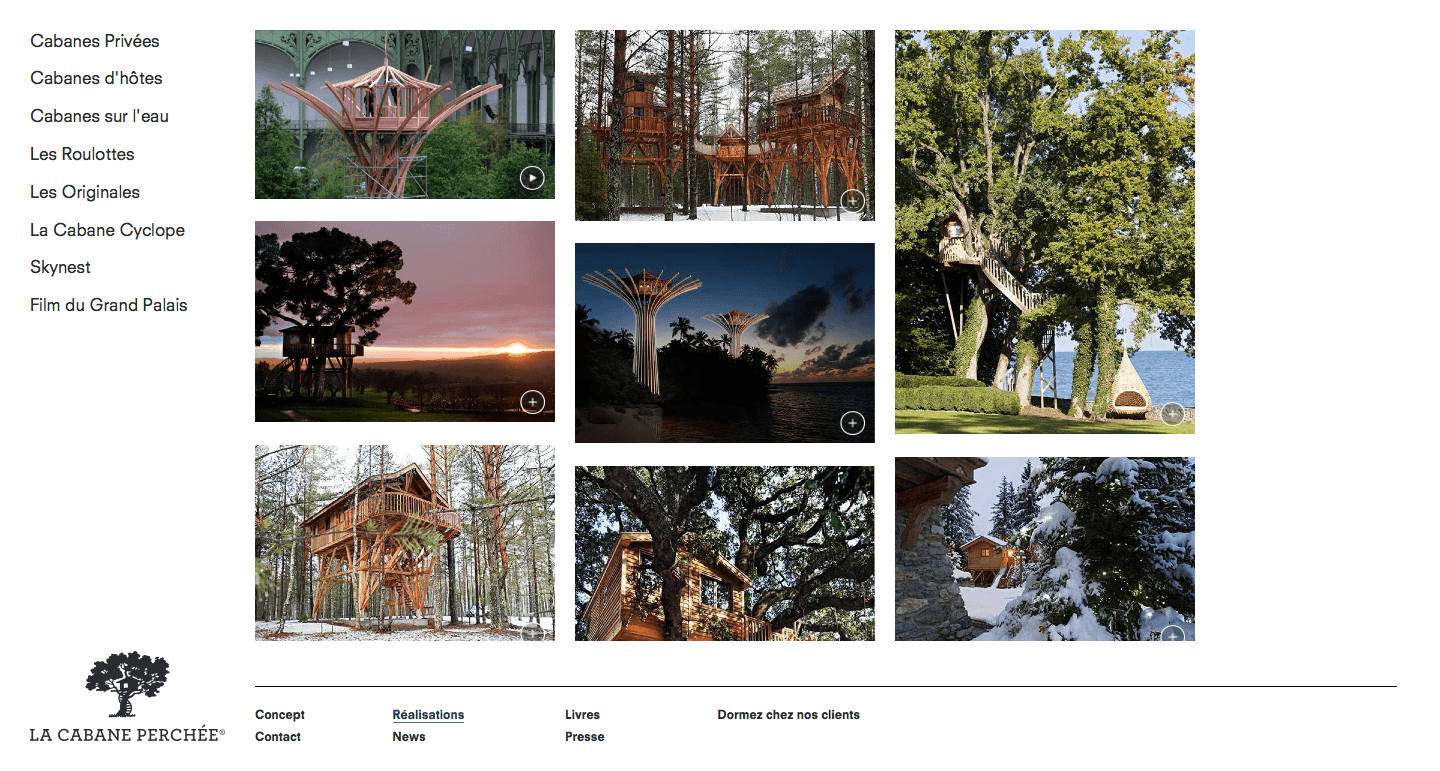 Cabanes Privées
Cabanes d'hôtes
Cabanes sur l'eau
Les Roulottes
Les Originales
La Cabane Cyclope
Skynest
Film du Grand Palais
LA CABANE PERCHÉE®
Concept
Réalisations
Livres
Dormez chez nos clients
Contact
News
Presse